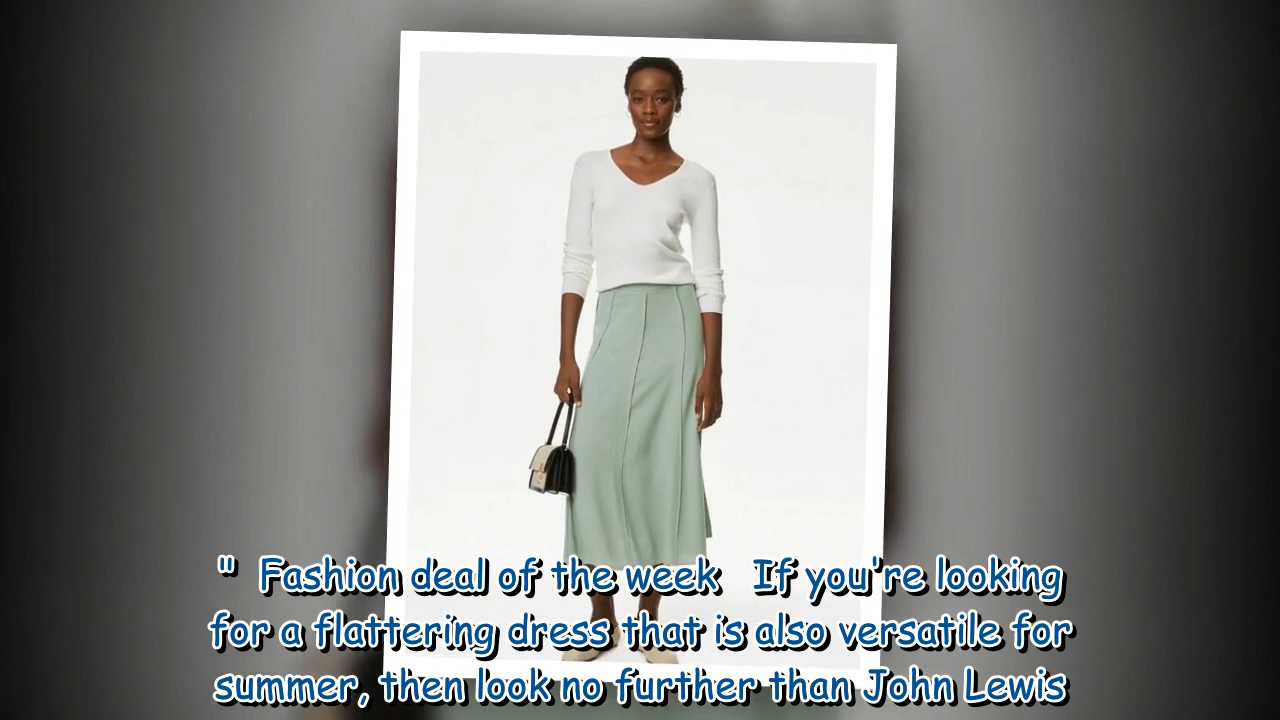 "  Fashion deal of the week   If you're looking
for a flattering dress that is also versatile for
summer, then look no further than John Lewis